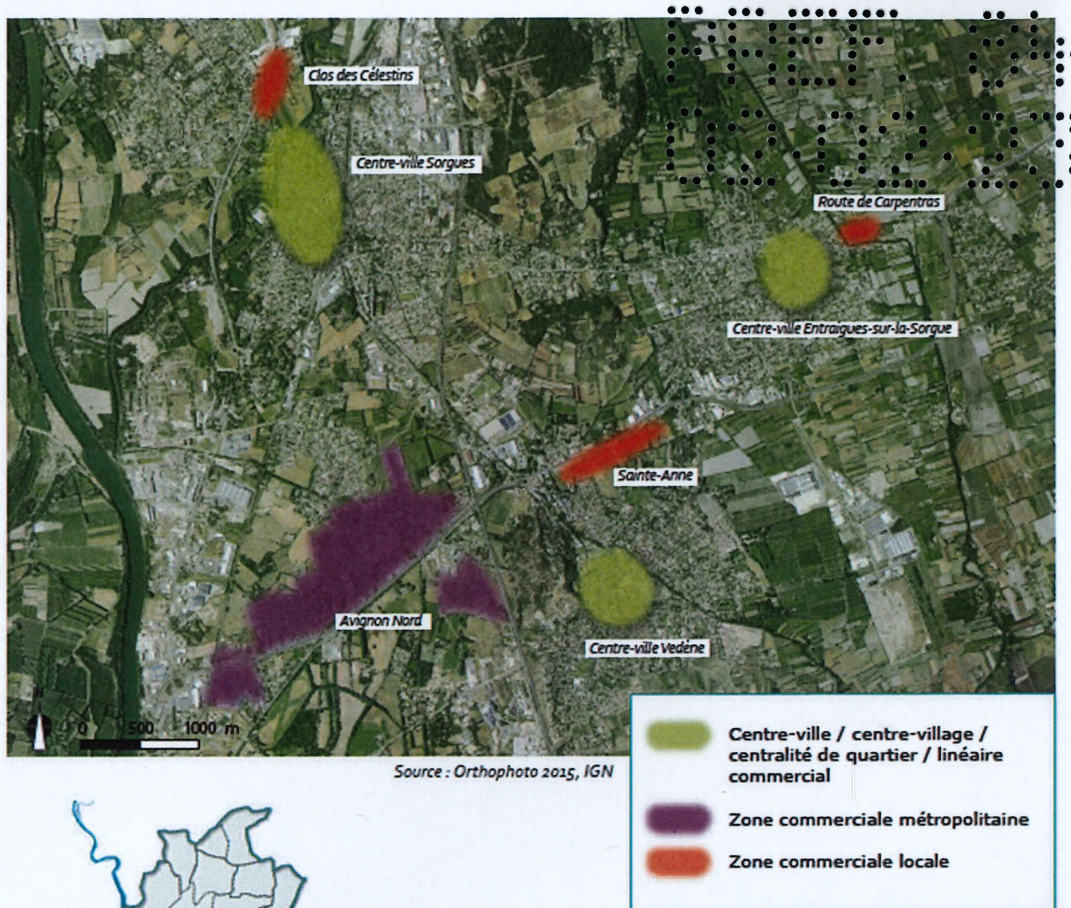 Clos des Célestins
Centre-ville Sorgues
Route de Carpentras
Centre-ville Entraigues-sur-la-Sorgue
Sainte-Anne
Avignon Nord
Centre-ville Vedène
0 500 1000 m
Source : Orthophoto 2015, IGN
Centre-ville / centre-village /
centralité de quartier / linéaire
commercial
Zone commerciale métropolitaine
Zone commerciale locale